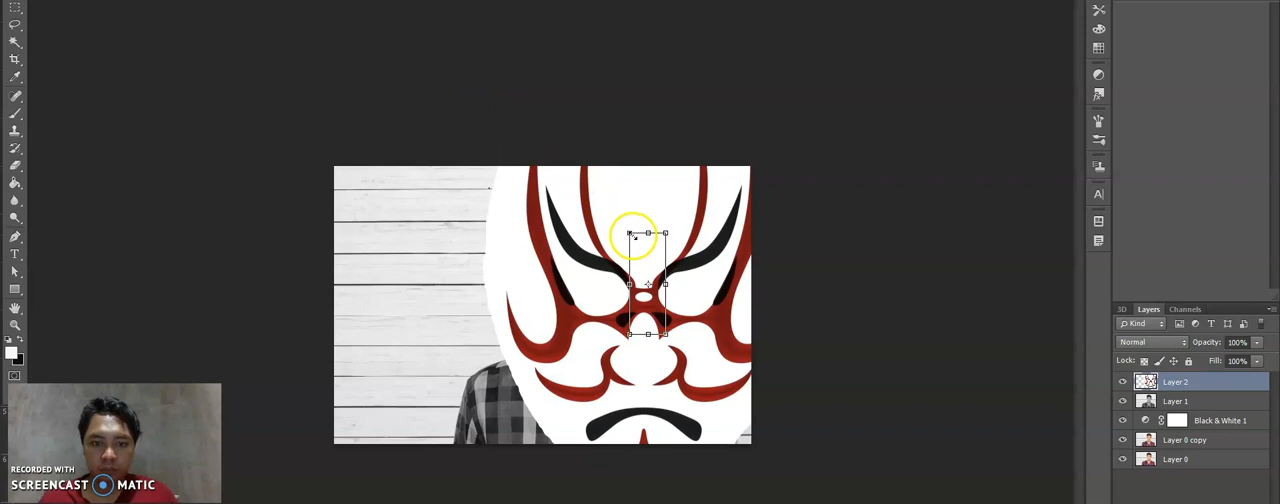 3D Layers Channels
Kind
Normal Opacity: 100%
Lock: Fill: 100%
Layer 2
Layer 1
Black & White 1
Layer 0 copy
Layer 0
RECORDED WITH
SCREENCAST MATIC